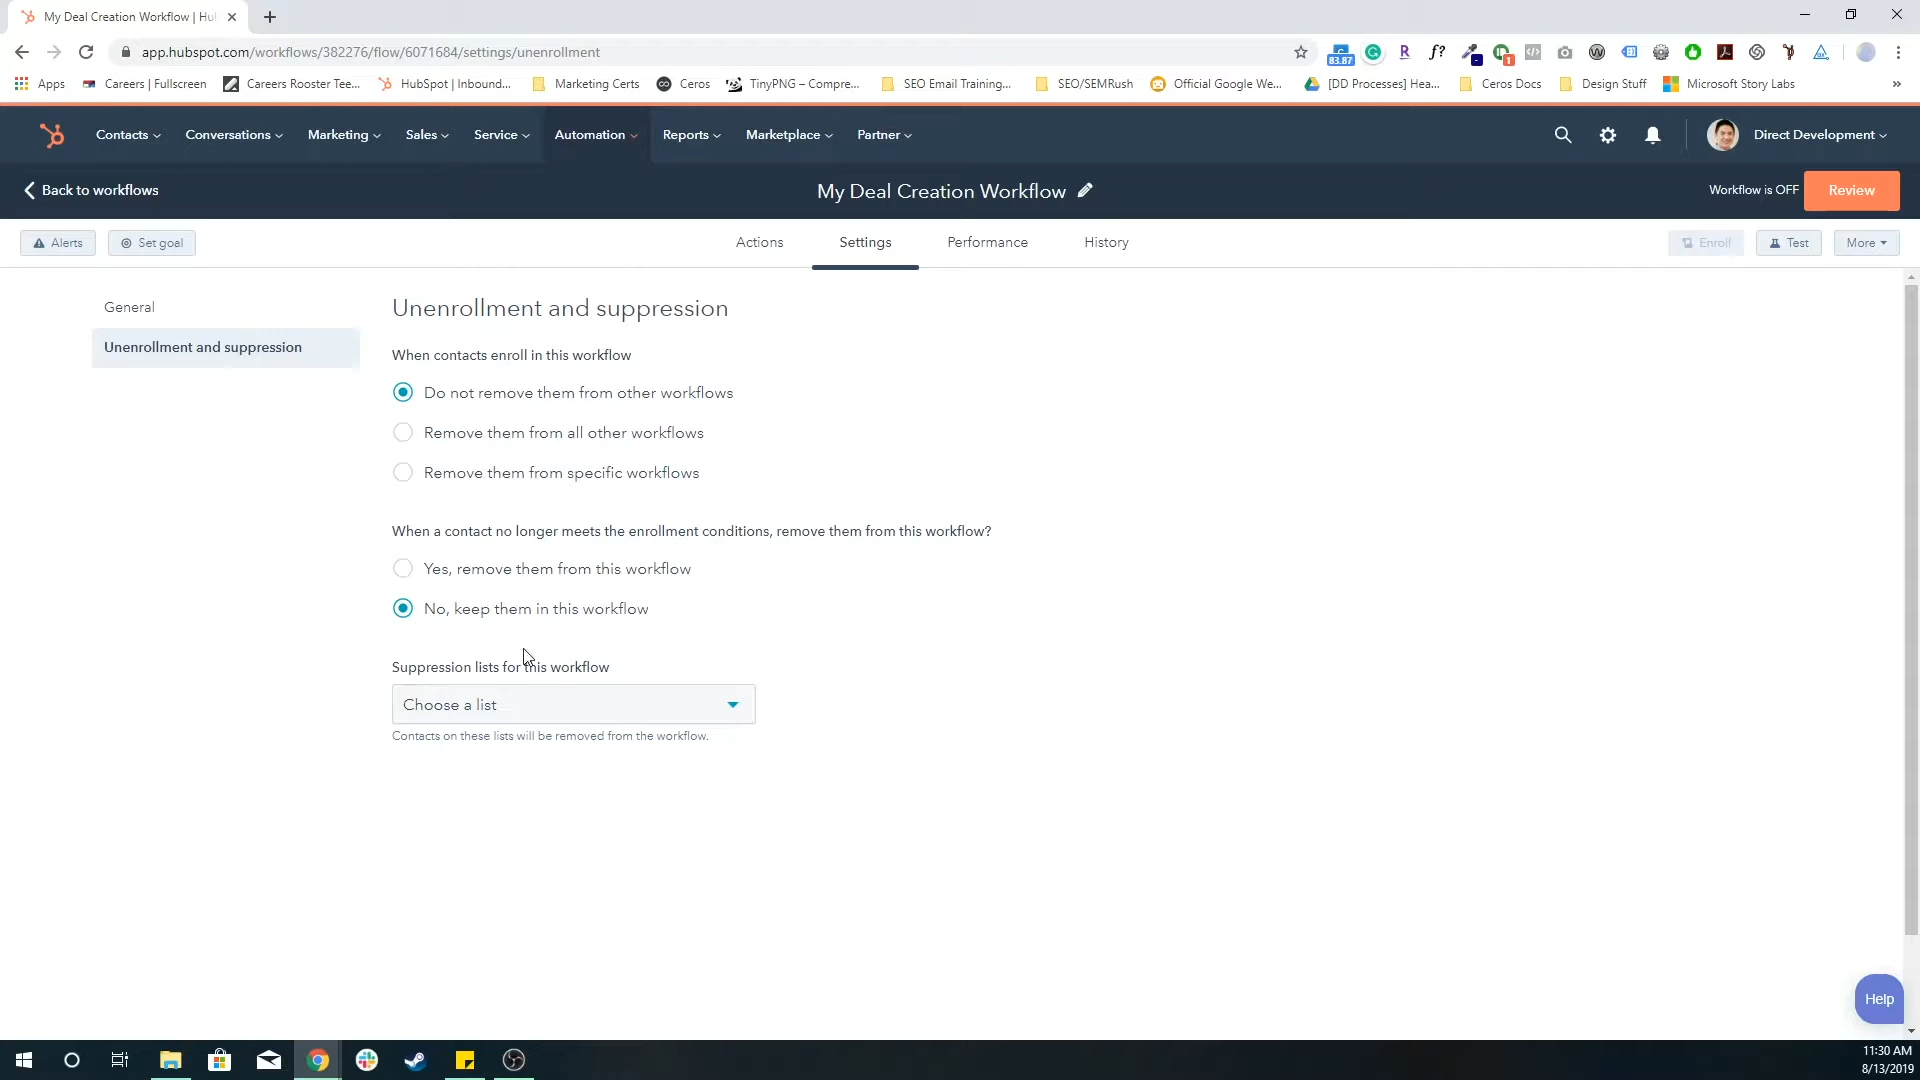 My Deal Creation Workflow | Hu
app.hubspot.com/workflows/382276/flow/6071684/settings/unenrollment
83.87
1
Apps
Careers | Fullscreen
Careers Rooster Tee...
HubSpot | Inbound...
Marketing Certs
Ceros
TinyPNG – Compre...
SEO Email Training...
SEO/SEMRush
Official Google We...
[DD Processes] Hea...
Ceros Docs
Design Stuff
Microsoft Story Labs
»
Contacts
Conversations
Marketing
Sales
Service
Automation
Reports
Marketplace
Partner
Direct Development
Back to workflows
My Deal Creation Workflow
Workflow is OFF
Review
Alerts
Set goal
Actions
Settings
Performance
History
Enroll
Test
More
General
Unenrollment and suppression
Unenrollment and suppression
When contacts enroll in this workflow
Do not remove them from other workflows
Remove them from all other workflows
Remove them from specific workflows
When a contact no longer meets the enrollment conditions, remove them from this workflow?
Yes, remove them from this workflow
No, keep them in this workflow
Suppression lists for this workflow
Choose a list
Contacts on these lists will be removed from the workflow.
Help
11:30 AM
8/13/2019